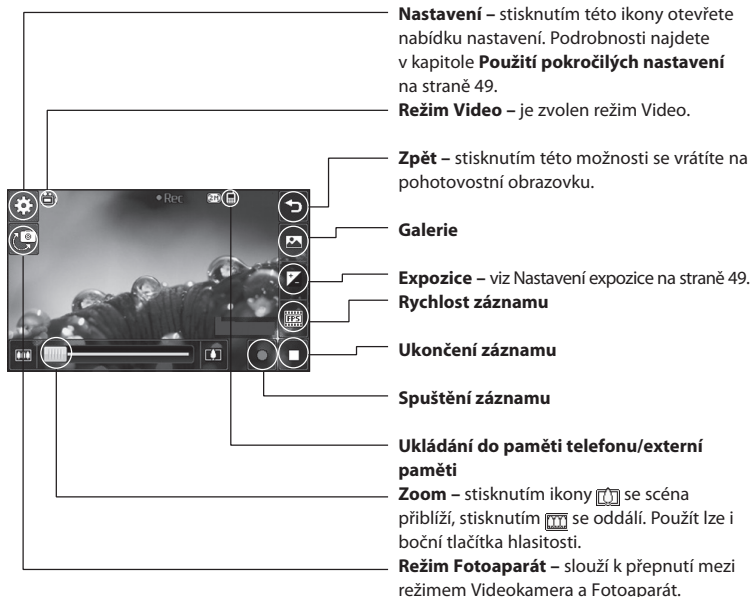 Nastavení – stisknutím této ikony otevřete
nabídku nastavení. Podrobnosti najdete
v kapitole Použití pokročilých nastavení
na straně 49.
Režim Video – je zvolen režim Video.
Zpět – stisknutím této možnosti se vrátíte na
pohotovostní obrazovku.
Galerie
Expozice – viz Nastavení expozice na straně 49.
Rychlost záznamu
Ukončení záznamu
Spuštění záznamu
Ukládání do paměti telefonu/externí
paměti
Zoom – stisknutím ikony se scéna
přiblíží, stisknutím se oddálí. Použít lze i
boční tlačítka hlasitosti.
Režim Fotoaparát – slouží k přepnutí mezi
režimem Videokamera a Fotoaparát.
Rec
FPS